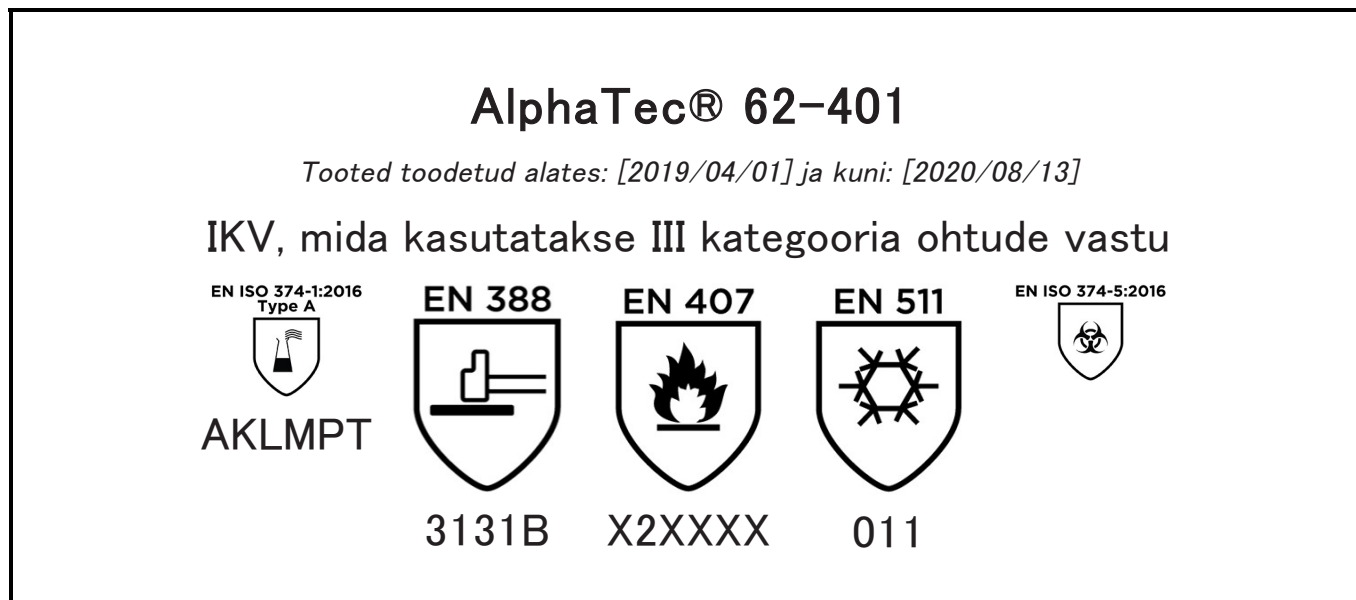 AlphaTec® 62-401
Tooted toodetud alates: [2019/04/01] ja kuni: [2020/08/13]
IKV, mida kasutatakse III kategooria ohtude vastu
EN ISO 374-1:2016
Type A
AKLMPT
EN 388
3131B
EN 407
X2XXXX
EN 511
011
EN ISO 374-5:2016